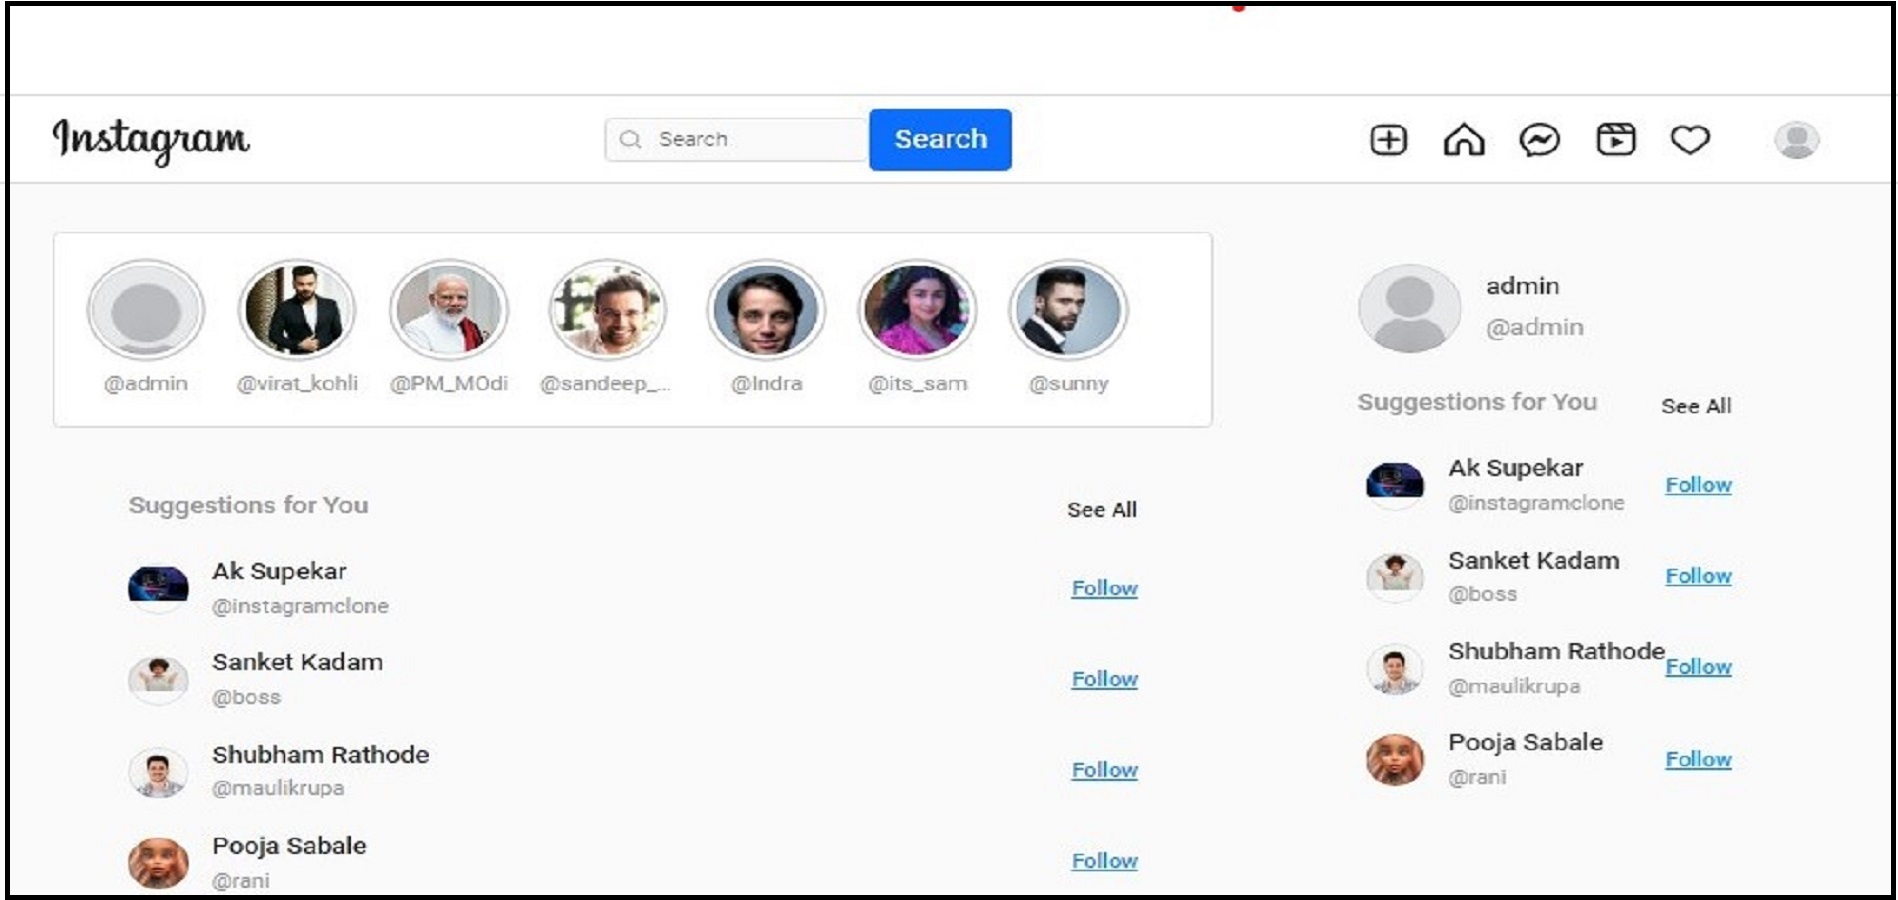 Instagram
Search Search
@admin @virat_kohli @PM_MOdi @sandeep_... @Indra @its_sam @sunny
Suggestions for You See All
Ak Supekar
@instagramclone
Follow
Sanket Kadam
@boss
Follow
Shubham Rathode
@maulikrupa
Follow
Pooja Sabale
@rani
Follow
admin
@admin
Suggestions for You See All
Ak Supekar
@instagramclone
Follow
Sanket Kadam
@boss
Follow
Shubham Rathode
@maulikrupa
Follow
Pooja Sabale
@rani
Follow